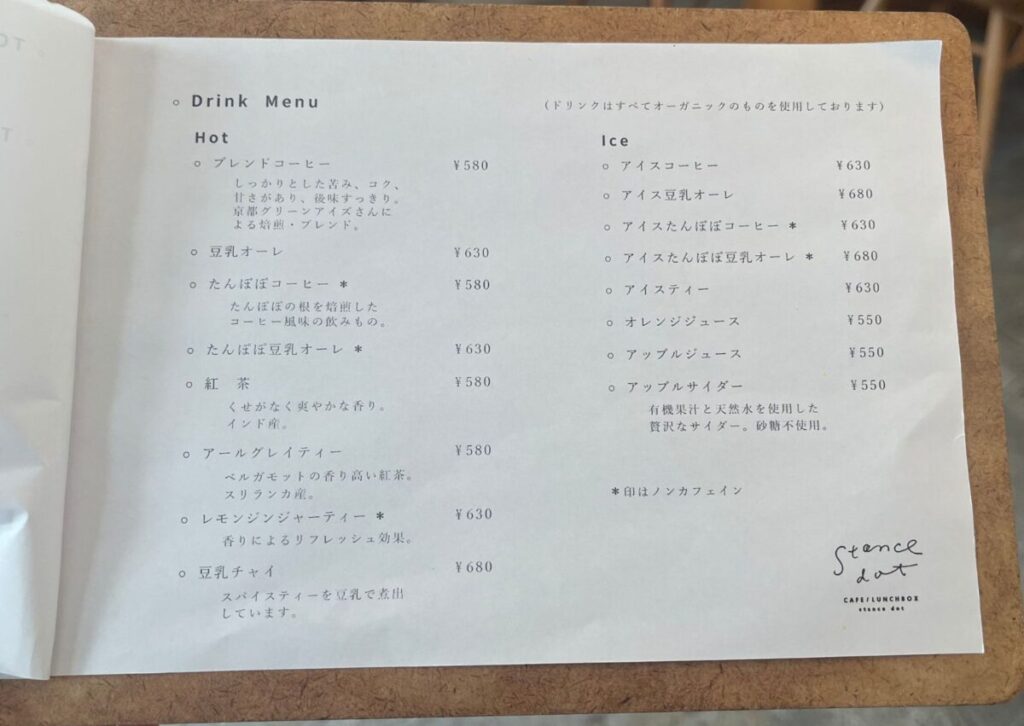 Drink Menu
(ドリンクはすべてオーガニックのものを使用しております)
Hot
ブレンドコーヒー ¥580
しっかりとした苦み、コク、
甘さがあり、後味すっきり。
京都グリーンアイズさんに
よる焙煎・ブレンド。
豆乳オーレ ¥630
たんぽぽコーヒー * ¥580
たんぽぽの根を焙煎した
コーヒー風味の飲みもの。
たんぽぽ豆乳オーレ * ¥630
紅 茶 ¥580
くせがなく爽やかな香り。
インド産。
アールグレイティー ¥580
ベルガモットの香り高い紅茶。
スリランカ産。
レモンジンジャーティー * ¥630
香りによるリフレッシュ効果。
豆乳チャイ ¥680
スパイスティーを豆乳で煮出
しています。
Ice
アイスコーヒー ¥630
アイス豆乳オーレ ¥680
アイスたんぽぽコーヒー * ¥630
アイスたんぽぽ豆乳オーレ * ¥680
アイスティー ¥630
オレンジジュース ¥550
アップルジュース ¥550
アップルサイダー ¥550
有機果汁と天然水を使用した
贅沢なサイダー。砂糖不使用。
*印はノンカフェイン
Stance
dot
CAFE/LUNCHBOX
stance dot